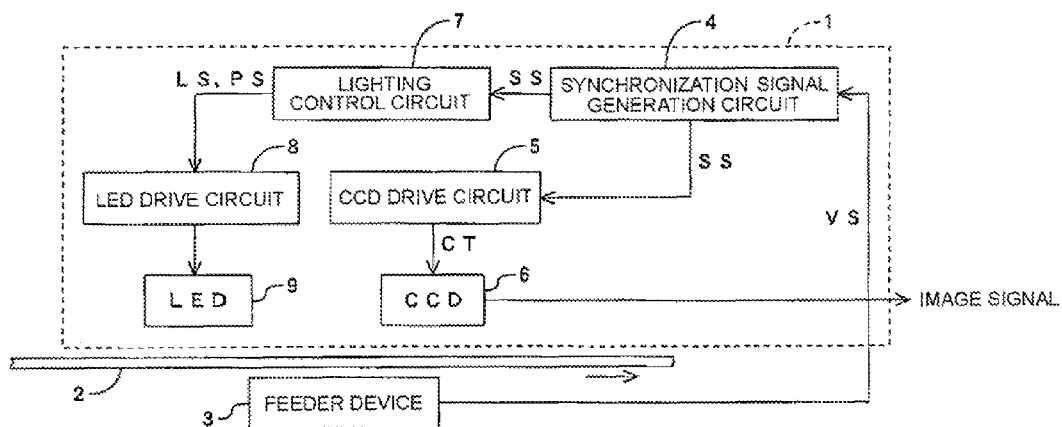 7
4
1
L S、P S
LIGHTING
CONTROL CIRCUIT
S S
SYNCHRONIZATION SIGNAL
GENERATION CIRCUIT
8
5
S S
LED DRIVE CIRCUIT
CCD DRIVE CIRCUIT
V S
C T
L E D
9
C C D
6
IMAGE SIGNAL
2
3
FEEDER DEVICE